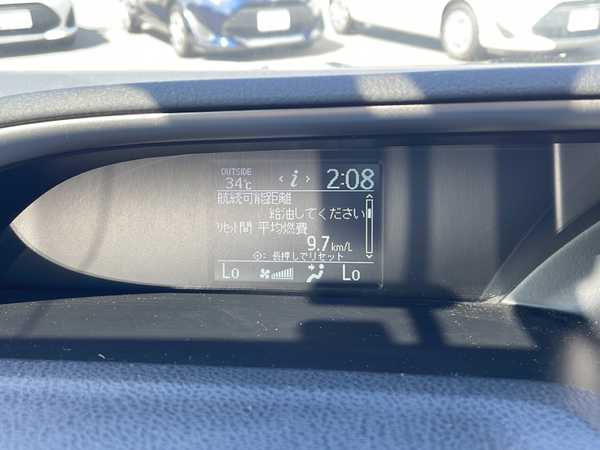 OUTSIDE
34℃
‹ i › 2:08
航続可能距離
給油してください
ﾘｾｯﾄ間 平均燃費
9.7 km/L
: 長押しでリセット
Lo Lo